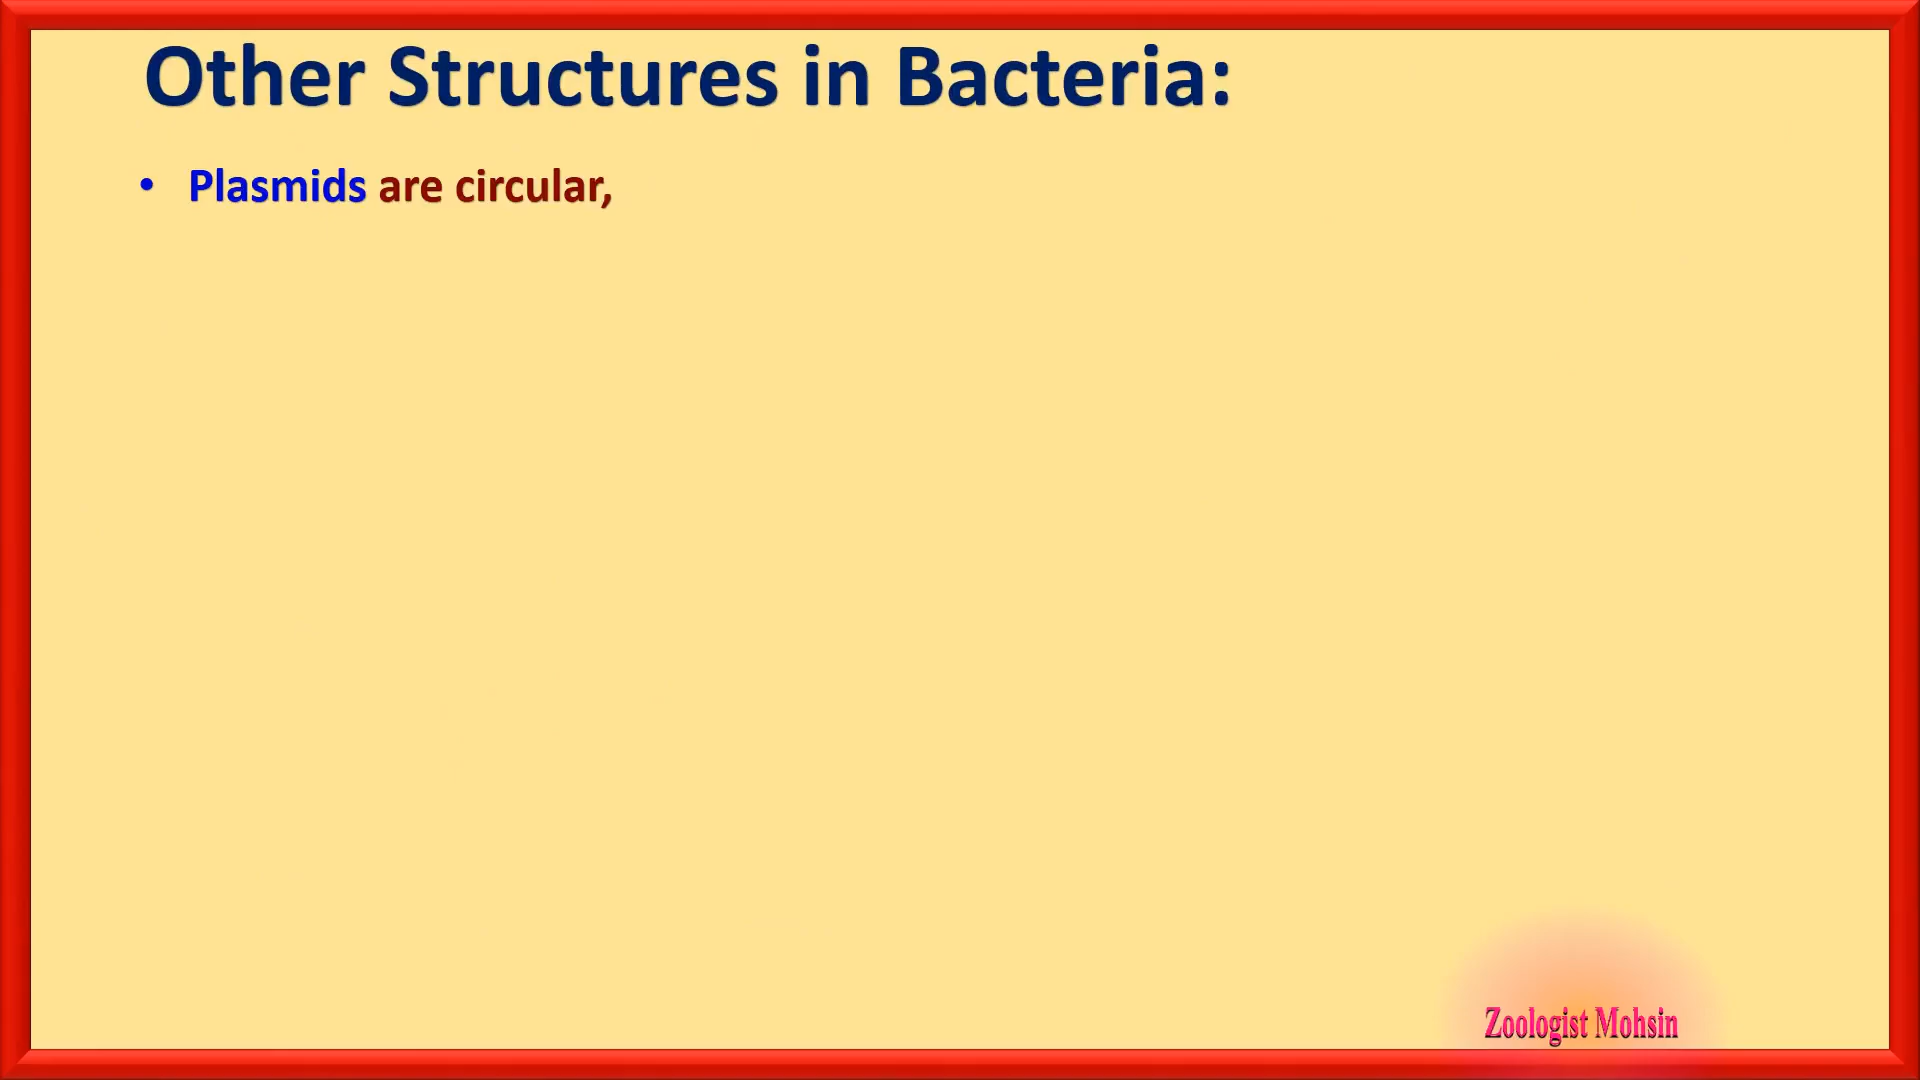 Other Structures in Bacteria:
• Plasmids are circular,
Zoologist Mohsin